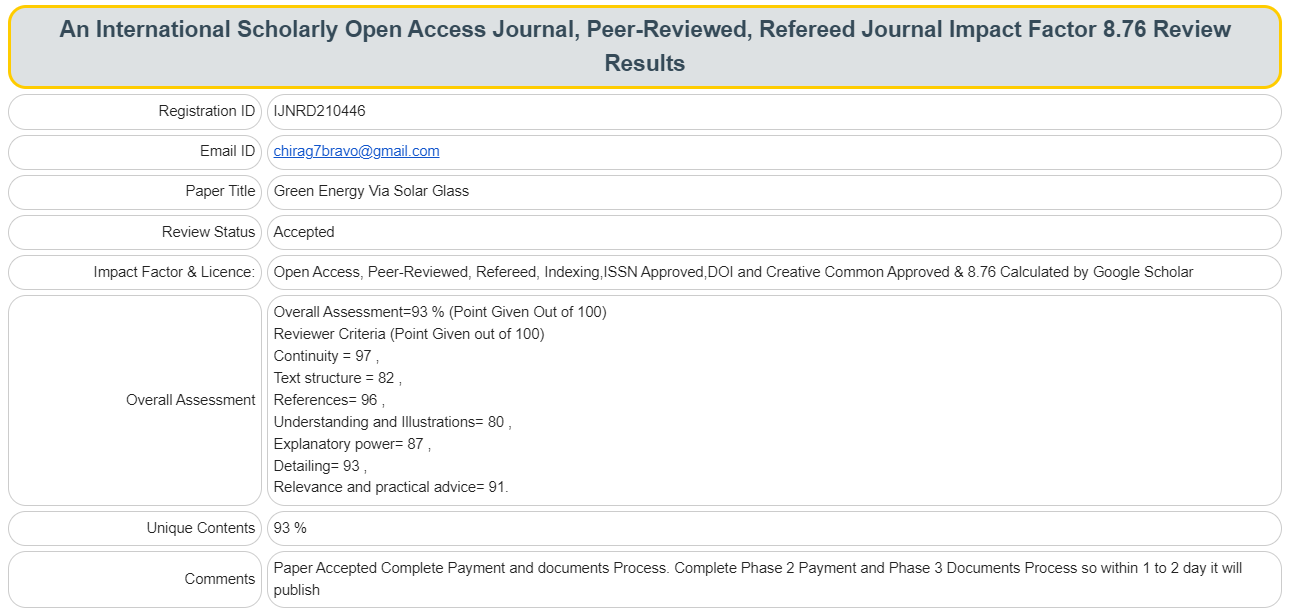 An International Scholarly Open Access Journal, Peer-Reviewed, Refereed Journal Impact Factor 8.76 Review
Results
Registration ID IJNRD210446
Email ID chirag7bravo@gmail.com
Paper Title Green Energy Via Solar Glass
Review Status Accepted
Impact Factor & Licence: Open Access, Peer-Reviewed, Refereed, Indexing,ISSN Approved,DOI and Creative Common Approved & 8.76 Calculated by Google Scholar
Overall Assessment
Overall Assessment=93 % (Point Given Out of 100)
Reviewer Criteria (Point Given out of 100)
Continuity = 97 ,
Text structure = 82 ,
References= 96 ,
Understanding and Illustrations= 80 ,
Explanatory power= 87 ,
Detailing= 93 ,
Relevance and practical advice= 91.
Unique Contents 93 %
Comments
Paper Accepted Complete Payment and documents Process. Complete Phase 2 Payment and Phase 3 Documents Process so within 1 to 2 day it will
publish